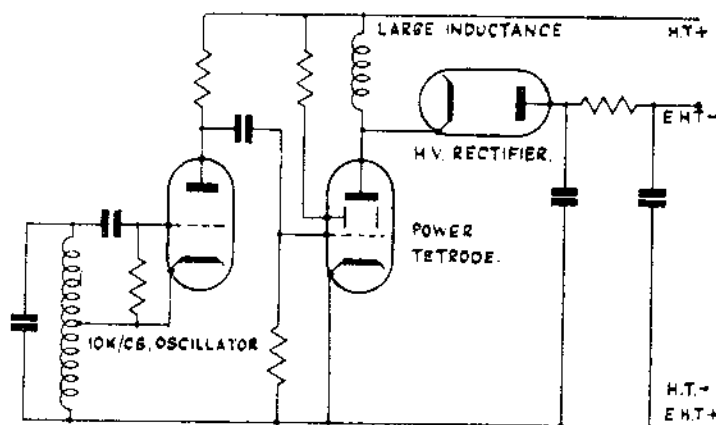 LARGE INDUCTANCE
H.T+
E.H.T-
H.V. RECTIFIER.
POWER
TETRODE.
10K/CS. OSCILLATOR
H.T.-
E.H.T+